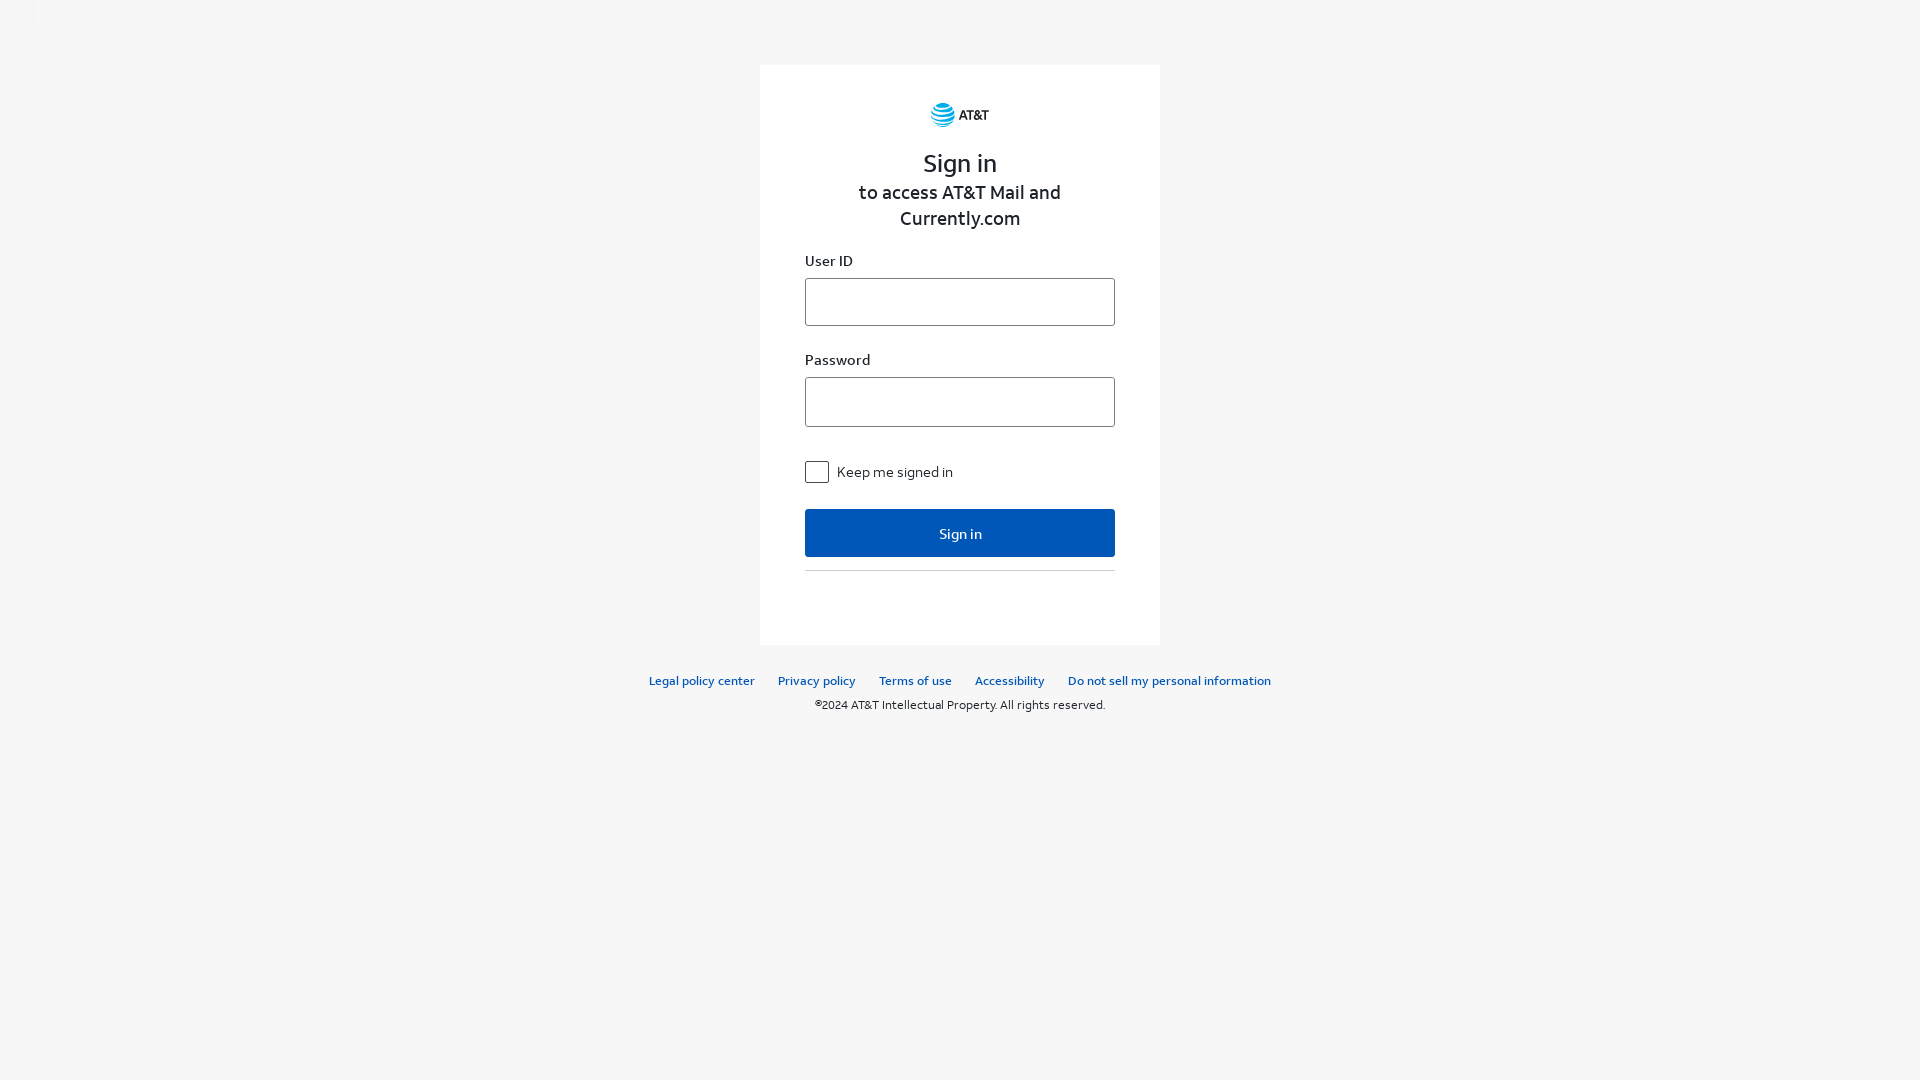 AT&T
Sign in
to access AT&T Mail and
Currently.com
User ID
Password
Keep me signed in
Sign in
Legal policy center Privacy policy Terms of use Accessibility Do not sell my personal information
©2024 AT&T Intellectual Property. All rights reserved.